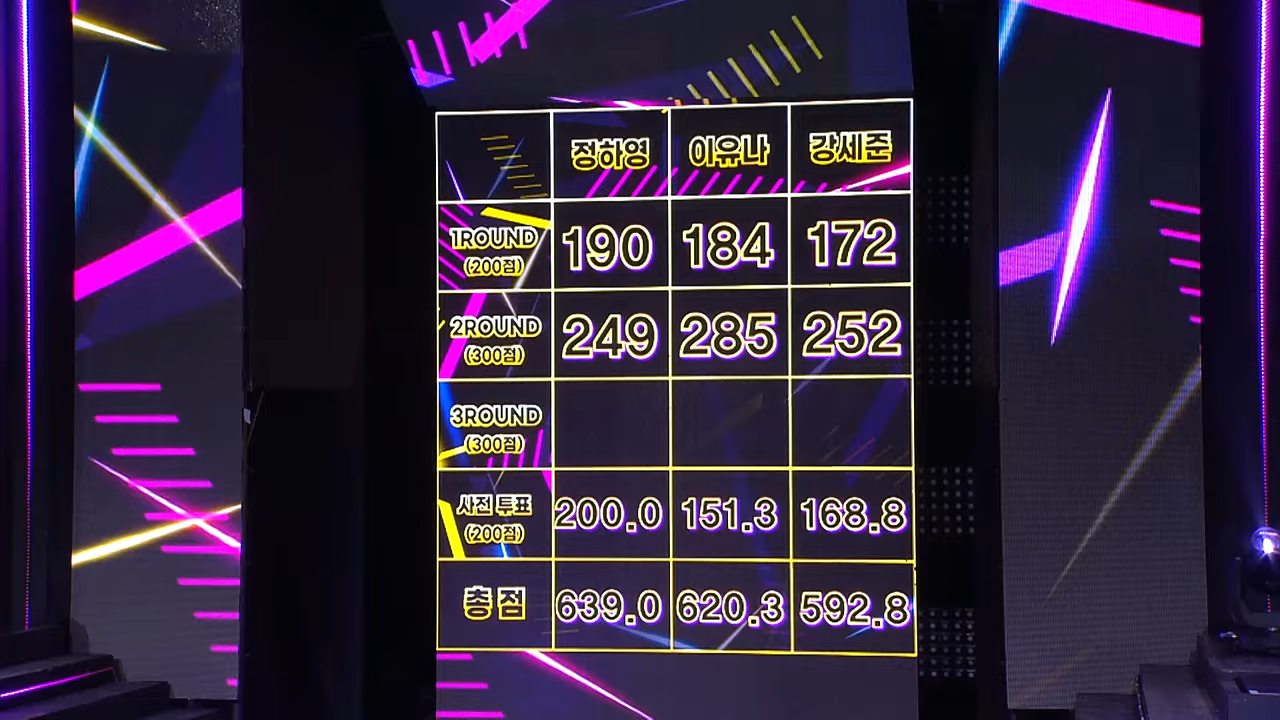 정하영 이유나 강세준
1ROUND 190 184 172
(200점)
2ROUND 249 285 252
(300점)
3ROUND
(300점)
사전 투표 200.0 151.3 168.8
(200점)
총점 639.0 620.3 592.8